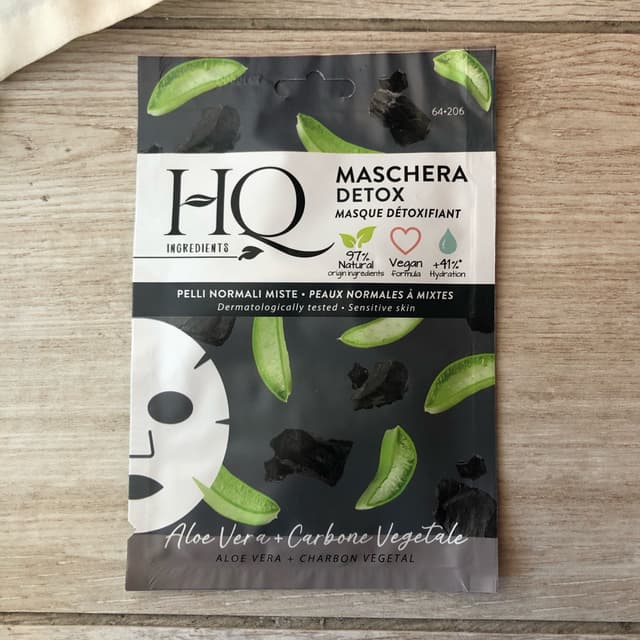 64•206
HQ
INGREDIENTS
MASCHERA
DETOX
MASQUE DÉTOXIFIANT
97%
Natural
origin ingredients
Vegan
formula
+41%*
Hydration
PELLI NORMALI MISTE • PEAUX NORMALES À MIXTES
Dermatologically tested • Sensitive skin
Aloe Vera + Carbone Vegetale
ALOE VERA + CHARBON VÉGÉTAL